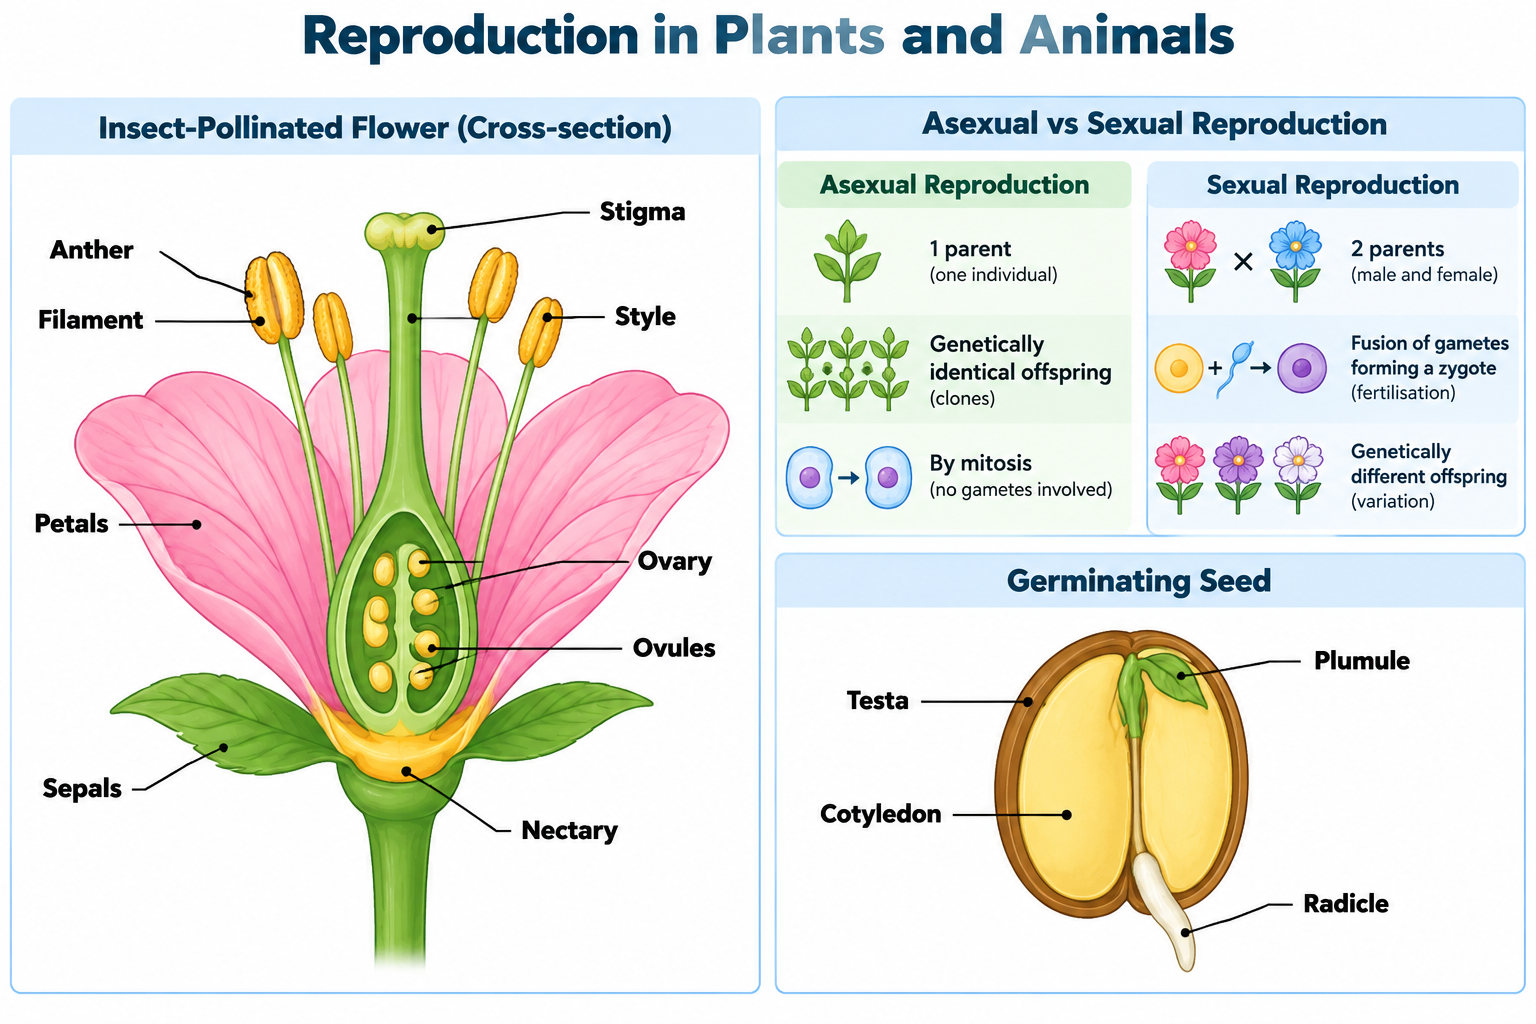 Reproduction in Plants and Animals
Insect-Pollinated Flower (Cross-section)
Stigma
Anther
Filament
Style
Petals
Ovary
Ovules
Sepals
Nectary
Asexual vs Sexual Reproduction
Asexual Reproduction
1 parent
(one individual)
Genetically
identical offspring
(clones)
By mitosis
(no gametes involved)
Sexual Reproduction
2 parents
(male and female)
Fusion of gametes
forming a zygote
(fertilisation)
Genetically
different offspring
(variation)
Germinating Seed
Plumule
Testa
Cotyledon
Radicle